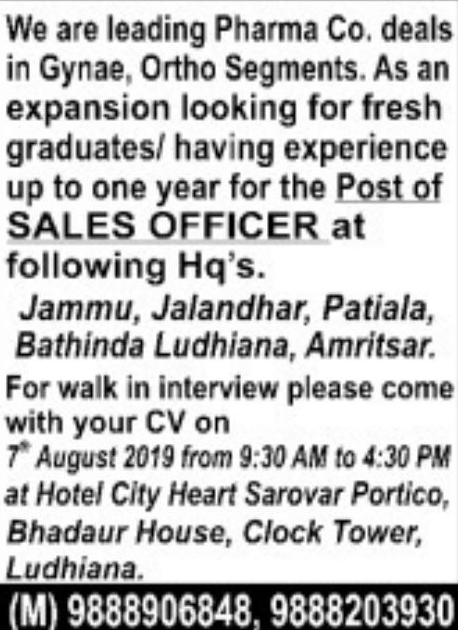 We are leading Pharma Co. deals
in Gynae, Ortho Segments. As an
expansion looking for fresh
graduates/ having experience
up to one year for the Post of
SALES OFFICER at
following Hq's.
Jammu, Jalandhar, Patiala,
Bathinda Ludhiana, Amritsar.
For walk in interview please come
with your CV on
7th August 2019 from 9:30 AM to 4:30 PM
at Hotel City Heart Sarovar Portico,
Bhadaur House, Clock Tower,
Ludhiana.
(M) 9888906848, 9888203930